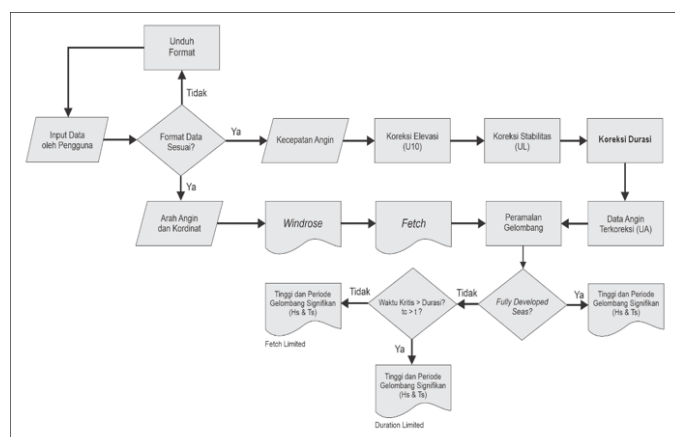 Unduh
Format
Tidak
Input Data
oleh Pengguna
Format Data
Sesuai?
Ya
Kecepatan Angin
Koreksi Elevasi
(U10)
Koreksi Stabilitas
(UL)
Koreksi Durasi
Ya
Arah Angin
dan Kordinat
Windrose
Fetch
Peramalan
Gelombang
Data Angin
Terkoreksi (UA)
Tinggi dan Periode
Gelombang Signifikan
(Hs & Ts)
Fetch Limited
Tidak
Waktu Kritis > Durasi?
tc > t ?
Tidak
Fully Developed
Seas?
Ya
Tinggi dan Periode
Gelombang Signifikan
(Hs & Ts)
Ya
Tinggi dan Periode
Gelombang Signifikan
(Hs & Ts)
Duration Limited